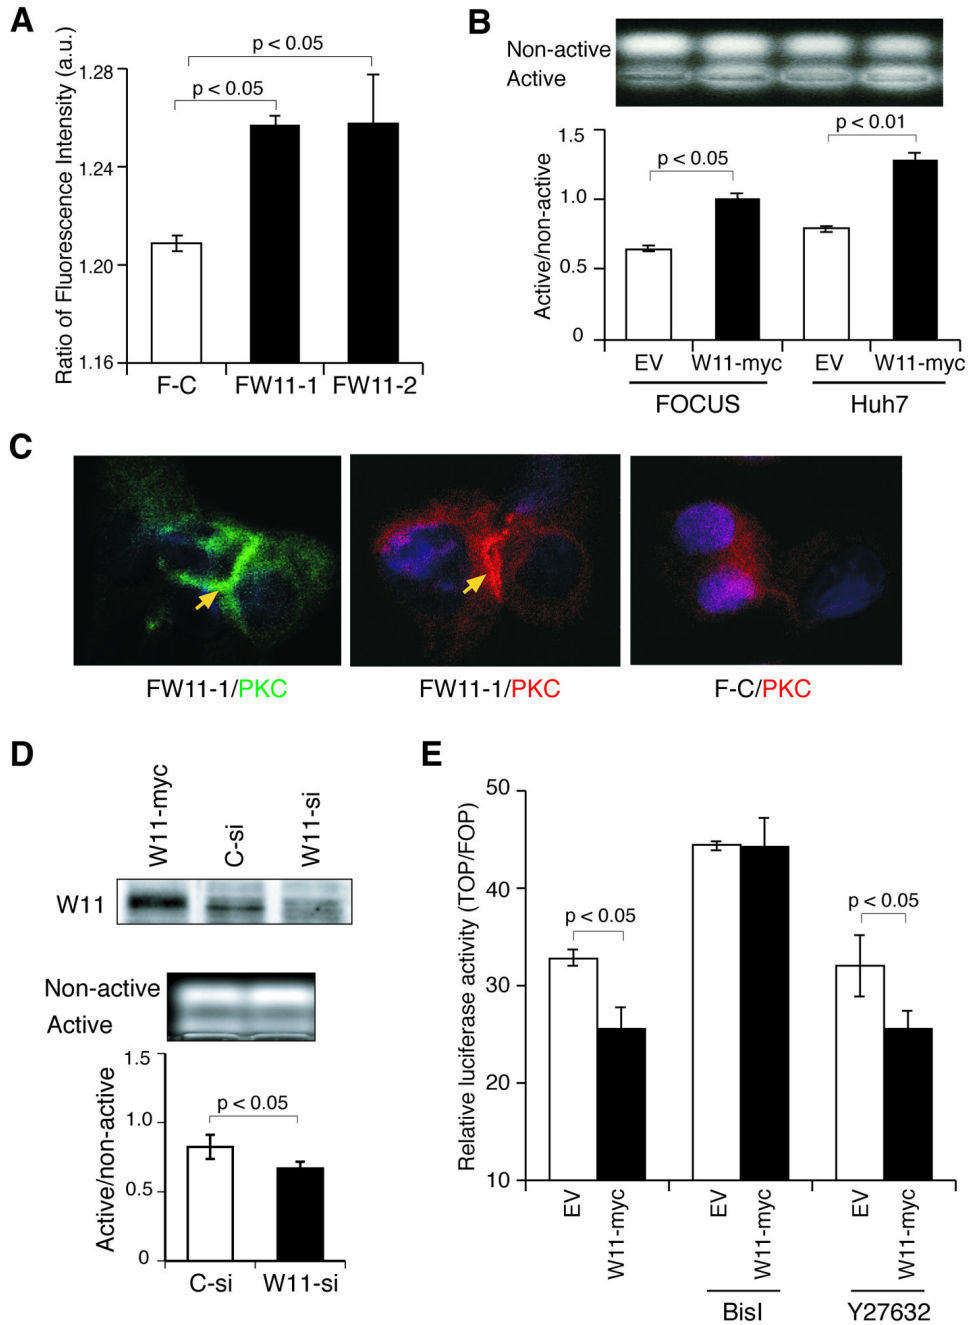 A
Ratio of Fluorescence Intensity (a.u.)
1.28
1.24
1.20
1.16
p < 0.05
p < 0.05
F-C
FW11-1
FW11-2
B
Non-active
Active
Active/non-active
1.5
1.0
0.5
0
p < 0.05
p < 0.01
EV
W11-myc
EV
W11-myc
FOCUS
Huh7
C
FW11-1/PKC
FW11-1/PKC
F-C/PKC
D
W11-myc
C-si
W11-si
W11
Non-active
Active
Active/non-active
1.5
1.0
0.5
0
p < 0.05
C-si
W11-si
E
Relative luciferase activity (TOP/FOP)
50
40
30
20
10
p < 0.05
p < 0.05
EV
W11-myc
EV
W11-myc
EV
W11-myc
BisI
Y27632